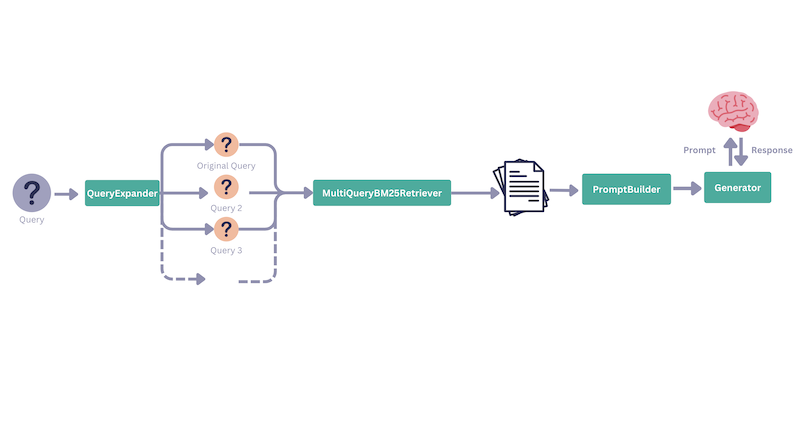 Query
QueryExpander
?
Original Query
?
Query 2
?
Query 3
?
MultiQueryBM25Retriever
PromptBuilder
Prompt
Response
Generator